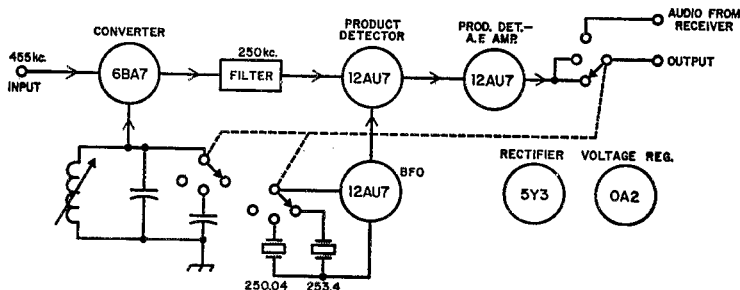 CONVERTER
6BA7
455kc.
INPUT
250kc.
FILTER
PRODUCT
DETECTOR
12AU7
PROD. DET.-
A.F. AMP.
12AU7
AUDIO FROM
RECEIVER
OUTPUT
12AU7
BFO
RECTIFIER
5Y3
VOLTAGE REG.
OA2
250.04
253.4